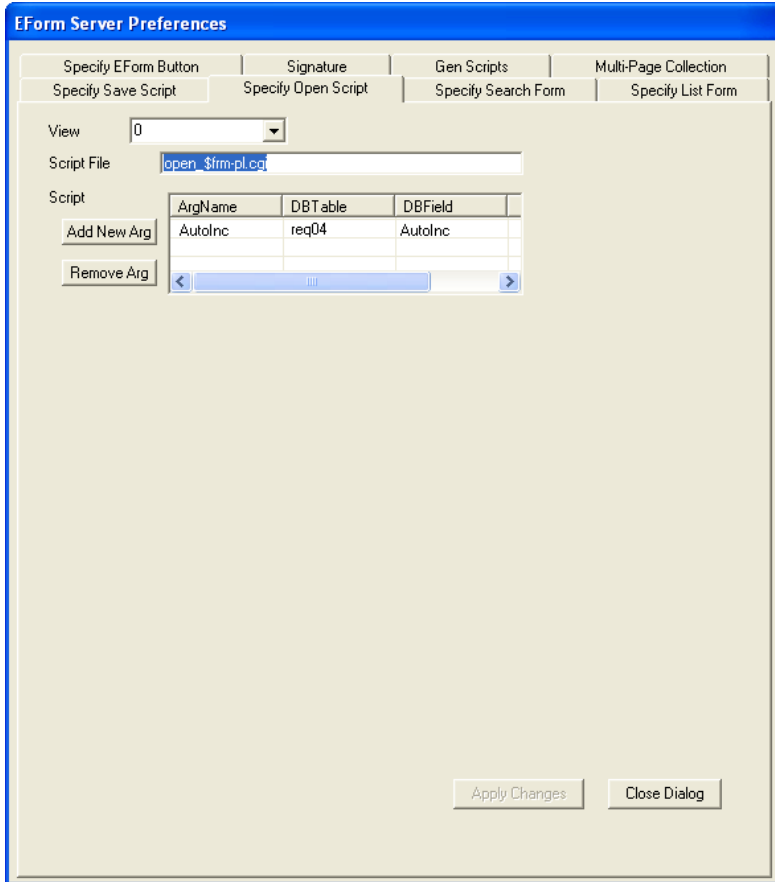 EForm Server Preferences
Specify EForm Button Signature Gen Scripts Multi-Page Collection
Specify Save Script Specify Open Script Specify Search Form Specify List Form
View 0
Script File open_$frm-pl.cgi
Script
ArgName DBTable DBField
Add New Arg AutoInc req04 AutoInc
Remove Arg
Apply Changes Close Dialog